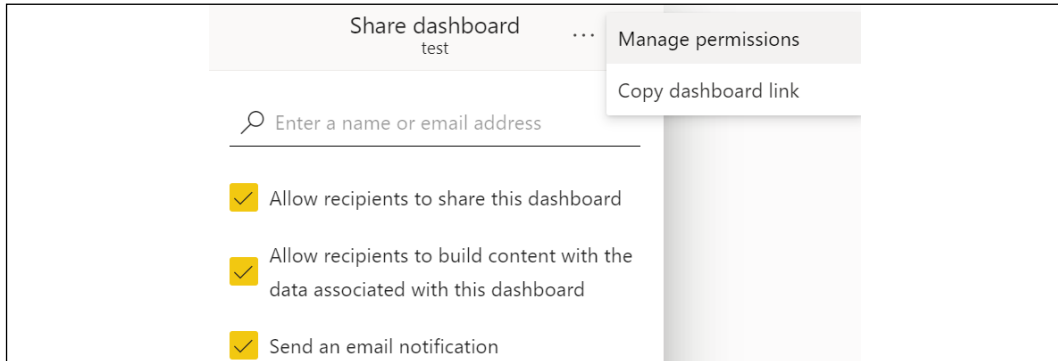 Share dashboard
test
...
Manage permissions
Copy dashboard link
Enter a name or email address
Allow recipients to share this dashboard
Allow recipients to build content with the
data associated with this dashboard
Send an email notification